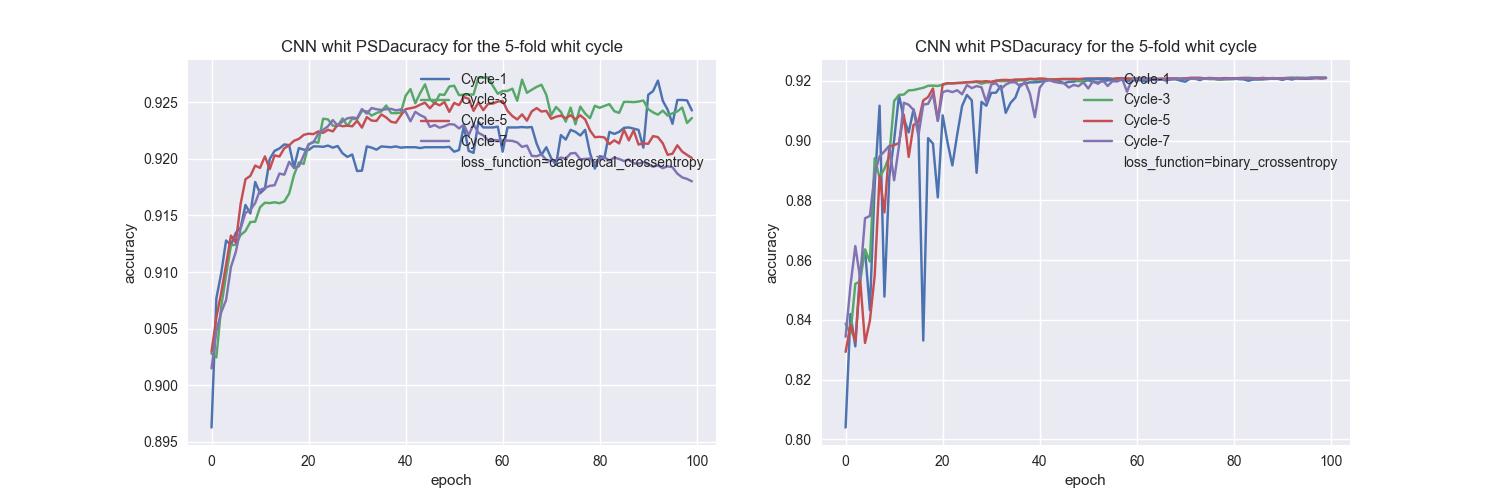 CNN whit PSDacuracy for the 5-fold whit cycle
accuracy
0.925
0.920
0.915
0.910
0.905
0.900
0.895
Cycle-1
Cycle-3
Cycle-5
Cycle-7
loss_function=categorical_crossentropy
0 20 40 60 80 100
epoch
CNN whit PSDacuracy for the 5-fold whit cycle
accuracy
0.92
0.90
0.88
0.86
0.84
0.82
0.80
Cycle-1
Cycle-3
Cycle-5
Cycle-7
loss_function=binary_crossentropy
0 20 40 60 80 100
epoch